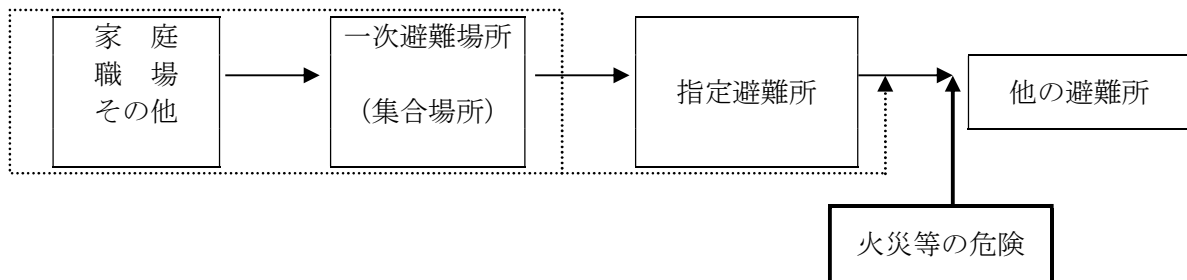 家　庭
職　場
その他
一次避難場所
（集合場所）
指定避難所
他の避難所
火災等の危険